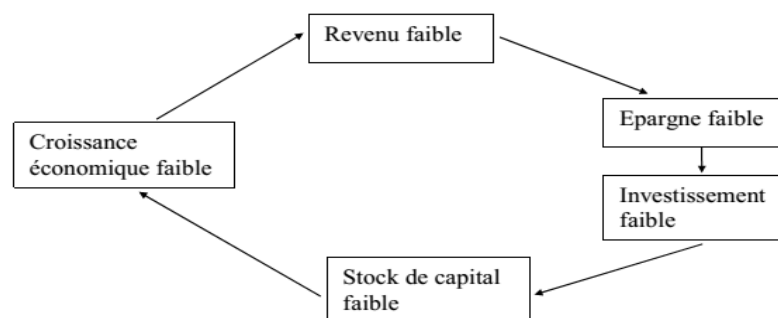 Revenu faible
Epargne faible
Investissement
faible
Stock de capital
faible
Croissance
économique faible